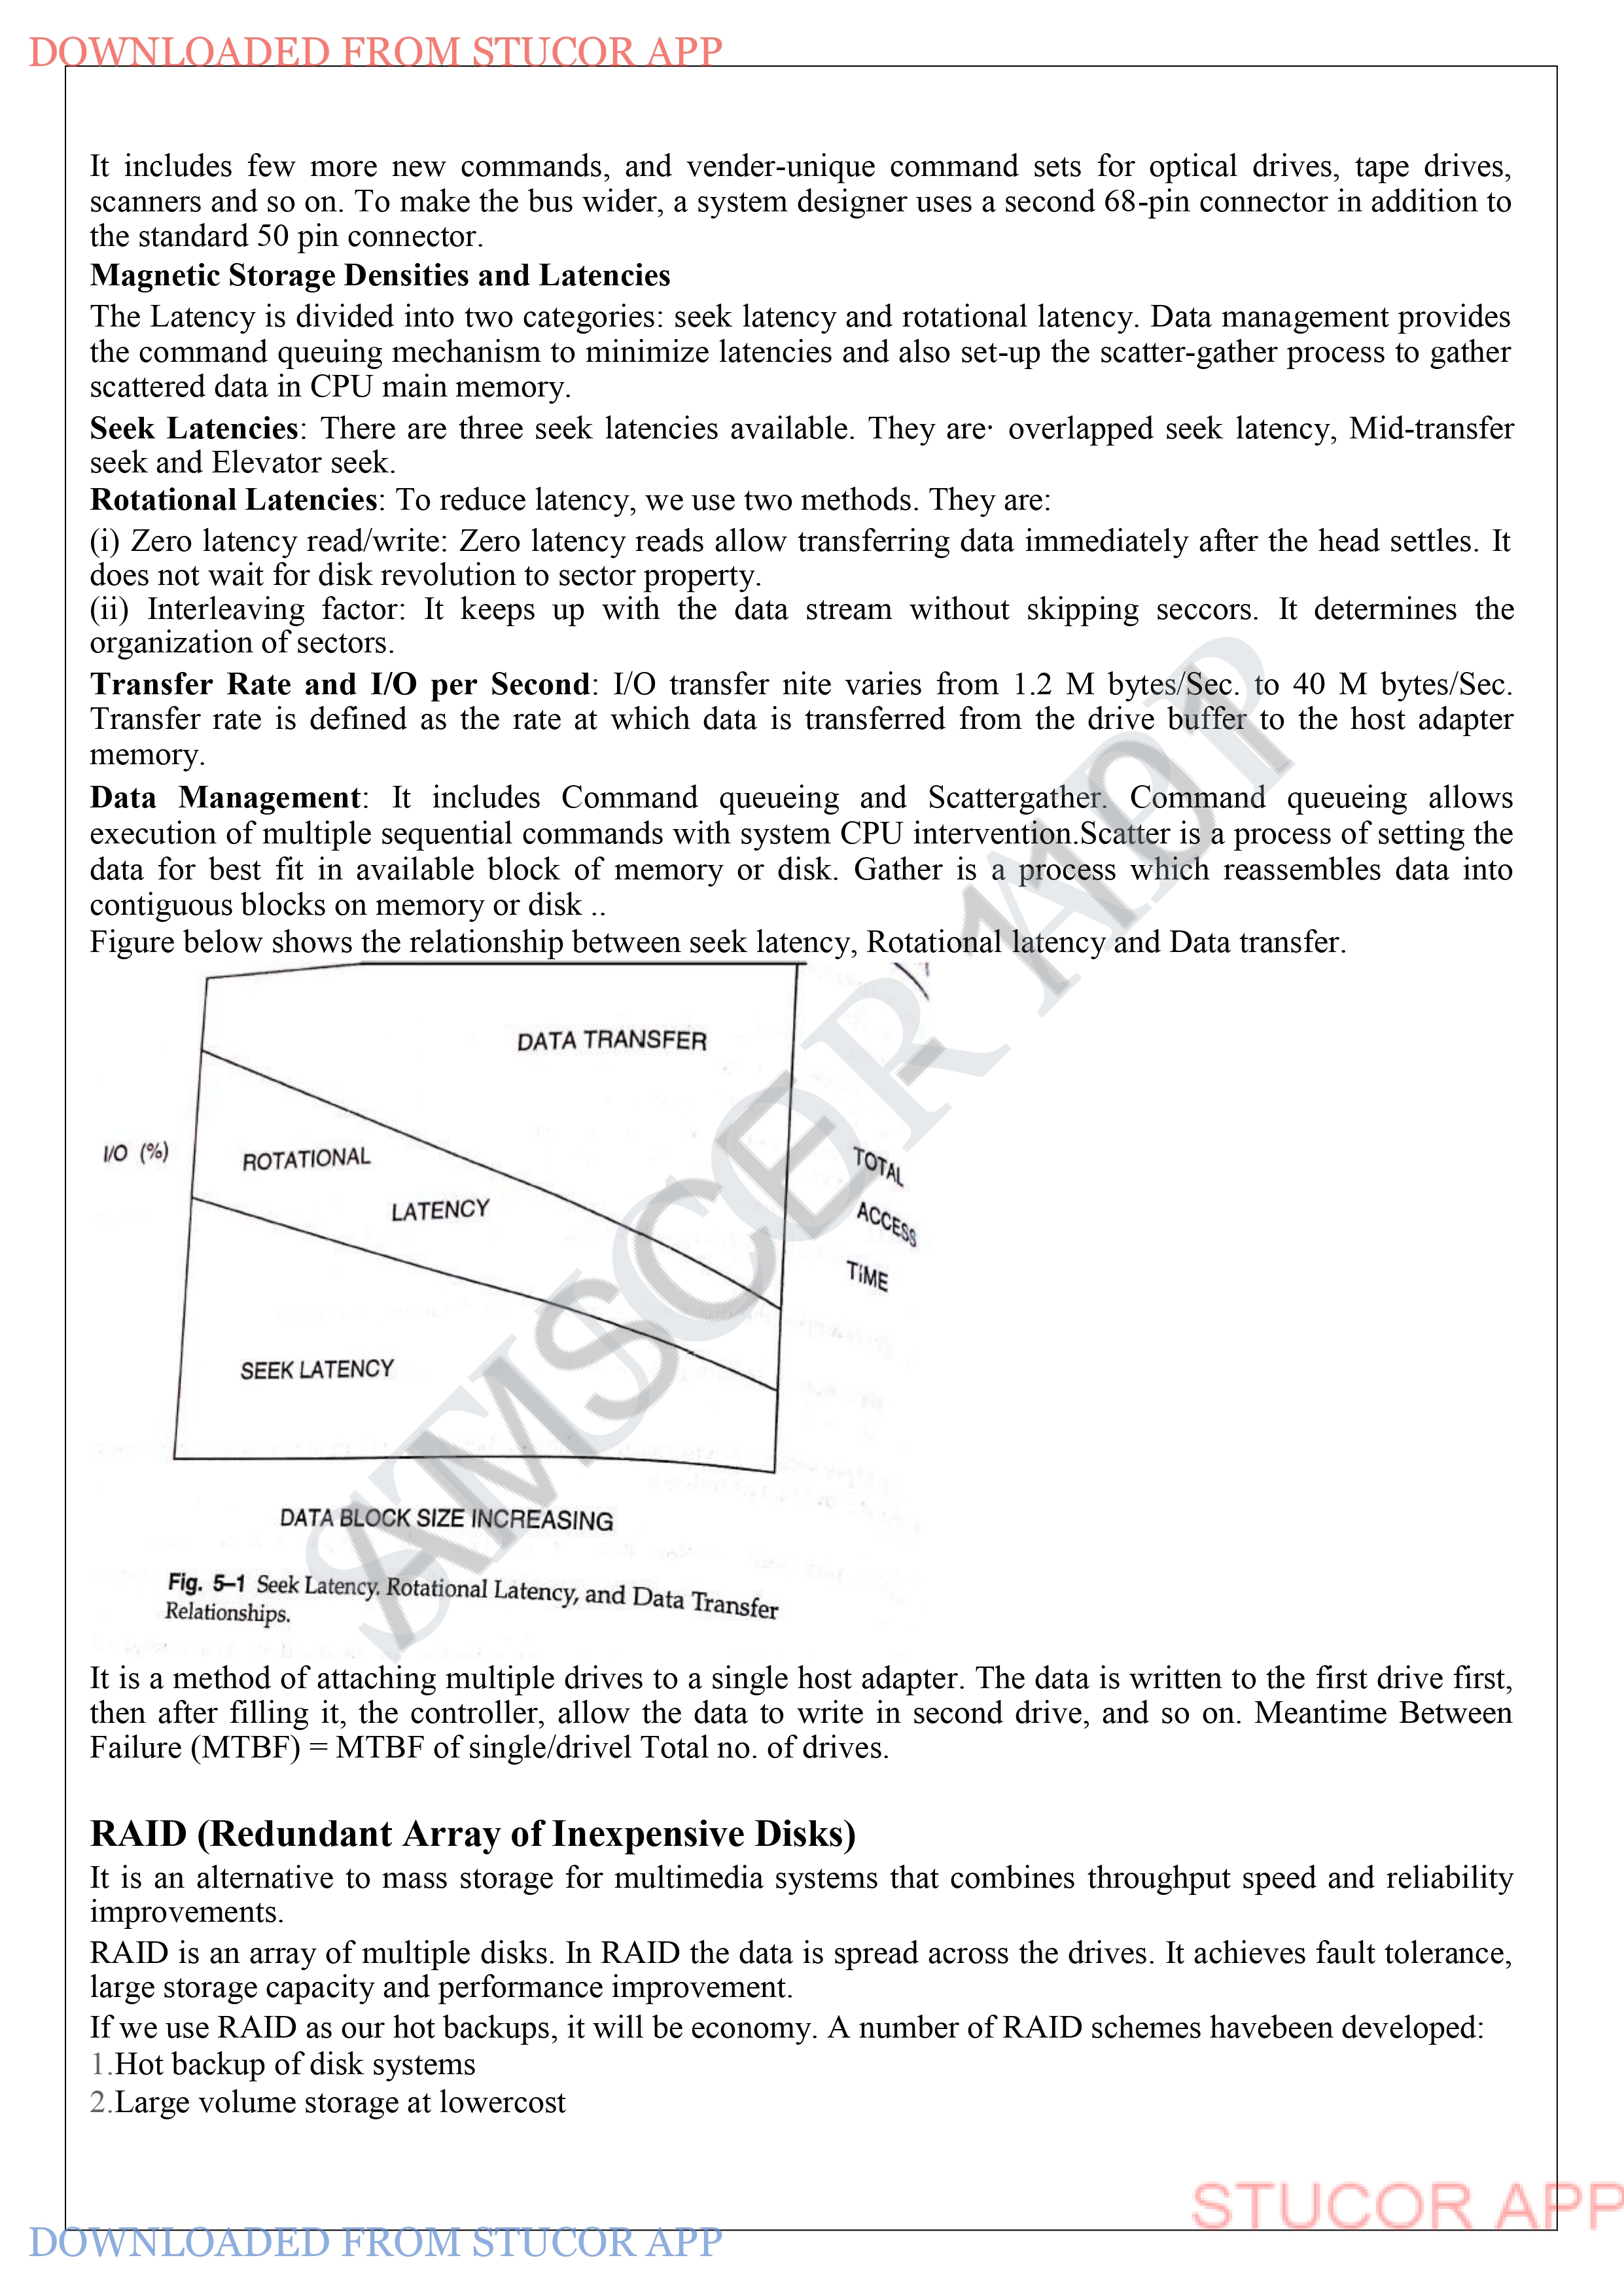 DOWNLOADED FROM STUCOR APP
It includes few more new commands, and vender-unique command sets for optical drives, tape drives,
scanners and so on. To make the bus wider, a system designer uses a second 68-pin connector in addition to
the standard 50 pin connector.
Magnetic Storage Densities and Latencies
The Latency is divided into two categories: seek latency and rotational latency. Data management provides
the command queuing mechanism to minimize latencies and also set-up the scatter-gather process to gather
scattered data in CPU main memory.
Seek Latencies: There are three seek latencies available. They are· overlapped seek latency, Mid-transfer
seek and Elevator seek.
Rotational Latencies: To reduce latency, we use two methods. They are:
(i) Zero latency read/write: Zero latency reads allow transferring data immediately after the head settles. It
does not wait for disk revolution to sector property.
(ii) Interleaving factor: It keeps up with the data stream without skipping seccors. It determines the
organization of sectors.
Transfer Rate and I/O per Second: I/O transfer nite varies from 1.2 M bytes/Sec. to 40 M bytes/Sec.
Transfer rate is defined as the rate at which data is transferred from the drive buffer to the host adapter
memory.
Data Management: It includes Command queueing and Scattergather. Command queueing allows
execution of multiple sequential commands with system CPU intervention.Scatter is a process of setting the
data for best fit in available block of memory or disk. Gather is a process which reassembles data into
contiguous blocks on memory or disk ..
Figure below shows the relationship between seek latency, Rotational latency and Data transfer.
DATA TRANSFER
I/O (%)
ROTATIONAL
LATENCY
TOTAL
ACCESS
TiME
SEEK LATENCY
DATA BLOCK SIZE INCREASING
Fig. 5–1 Seek Latency. Rotational Latency, and Data Transfer
Relationships.
STUCOR APP
AMSCE-1101
It is a method of attaching multiple drives to a single host adapter. The data is written to the first drive first,
then after filling it, the controller, allow the data to write in second drive, and so on. Meantime Between
Failure (MTBF) = MTBF of single/drivel Total no. of drives.
RAID (Redundant Array of Inexpensive Disks)
It is an alternative to mass storage for multimedia systems that combines throughput speed and reliability
improvements.
RAID is an array of multiple disks. In RAID the data is spread across the drives. It achieves fault tolerance,
large storage capacity and performance improvement.
If we use RAID as our hot backups, it will be economy. A number of RAID schemes havebeen developed:
1.Hot backup of disk systems
2.Large volume storage at lowercost
STUCOR APP
DOWNLOADED FROM STUCOR APP